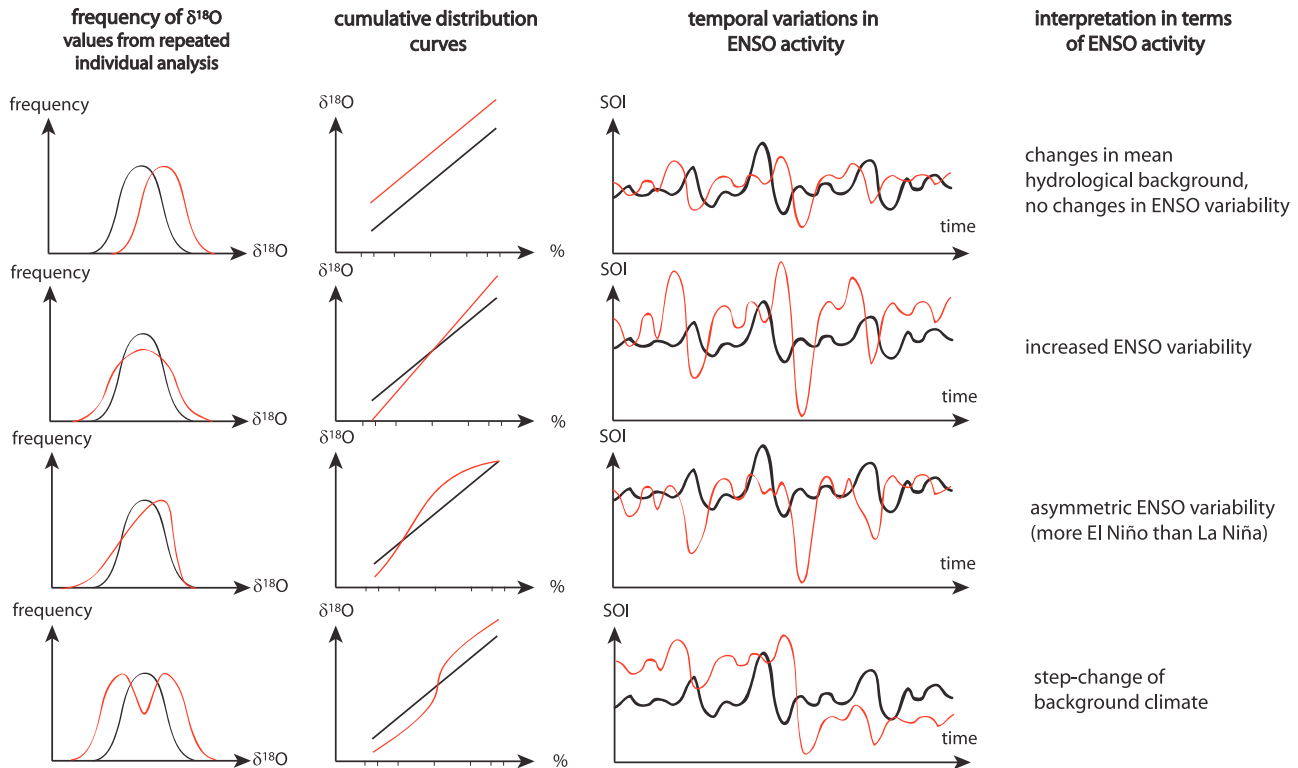 frequency of δ¹⁸O
values from repeated
individual analysis
cumulative distribution
curves
temporal variations in
ENSO activity
interpretation in terms
of ENSO activity
frequency
δ¹⁸O
δ¹⁸O
%
SOI
time
changes in mean
hydrological background,
no changes in ENSO variability
frequency
δ¹⁸O
δ¹⁸O
%
SOI
time
increased ENSO variability
frequency
δ¹⁸O
δ¹⁸O
%
SOI
time
asymmetric ENSO variability
(more El Niño than La Niña)
frequency
δ¹⁸O
δ¹⁸O
%
SOI
time
step-change of
background climate